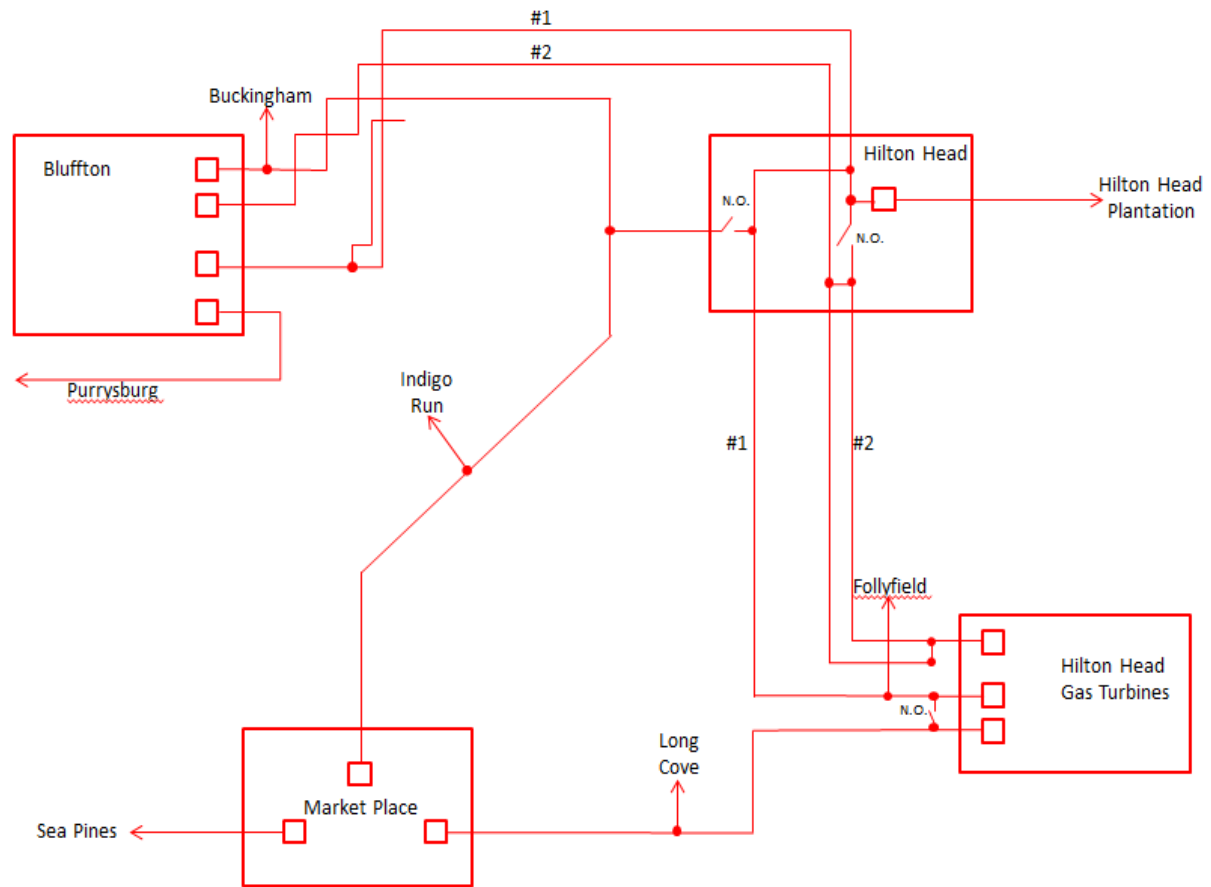 #1
#2
Buckingham
Bluffton
Hilton Head
N.O.
Hilton Head
Plantation
N.O.
Purrysburg
Indigo
Run
#1
#2
Follyfield
Hilton Head
Gas Turbines
N.O.
Long
Cove
Market Place
Sea Pines